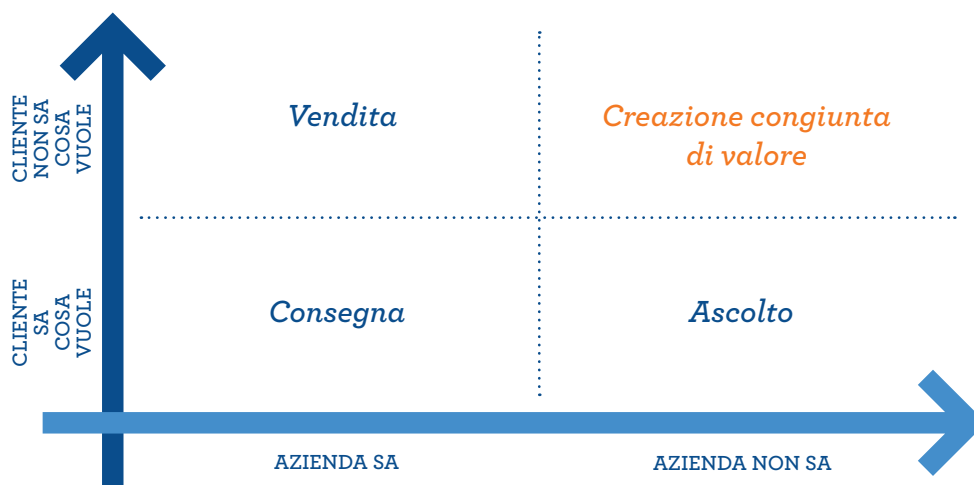 CLIENTE
NON SA
COSA
VUOLE
Vendita
Creazione congiunta
di valore
CLIENTE
SA
COSA
VUOLE
Consegna
Ascolto
AZIENDA SA
AZIENDA NON SA